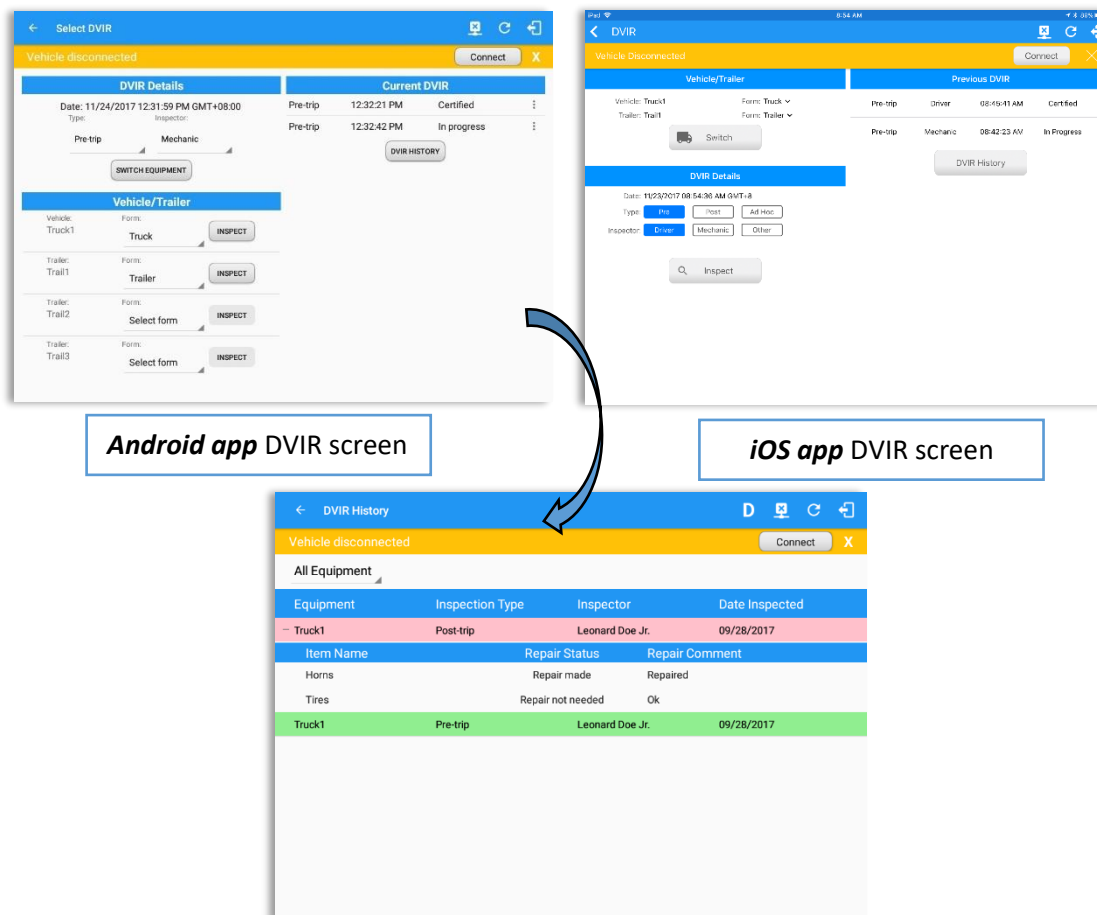 Select DVIR
Vehicle disconnected
Connect
X
DVIR Details
Date: 11/24/2017 12:31:59 PM GMT+08:00
Type: Inspector:
Pre-trip Mechanic
SWITCH EQUIPMENT
Vehicle/Trailer
Vehicle: Form:
Truck1 Truck INSPECT
Trailer: Form:
Trail1 Trailer INSPECT
Trailer: Form:
Trail2 Select form INSPECT
Trailer: Form:
Trail3 Select form INSPECT
Current DVIR
Pre-trip 12:32:21 PM Certified
Pre-trip 12:32:42 PM In progress
DVIR HISTORY
Android app DVIR screen
iPad 8:54 AM
DVIR
Vehicle Disconnected
Connect
Vehicle/Trailer
Vehicle: Truck1 Form: Truck
Trailer: Trail1 Form: Trailer
Switch
DVIR Details
Date: 11/23/2017 08:54:36 AM GMT+8
Type: Pre Post Ad Hoc
Inspector: Driver Mechanic Other
Inspect
Previous DVIR
Pre-trip Driver 08:45:41 AM Certified
Pre-trip Mechanic 08:42:23 AM In Progress
DVIR History
iOS app DVIR screen
DVIR History
D
Vehicle disconnected
Connect
X
All Equipment
Equipment Inspection Type Inspector Date Inspected
Truck1 Post-trip Leonard Doe Jr. 09/28/2017
Item Name Repair Status Repair Comment
Horns Repair made Repaired
Tires Repair not needed Ok
Truck1 Pre-trip Leonard Doe Jr. 09/28/2017